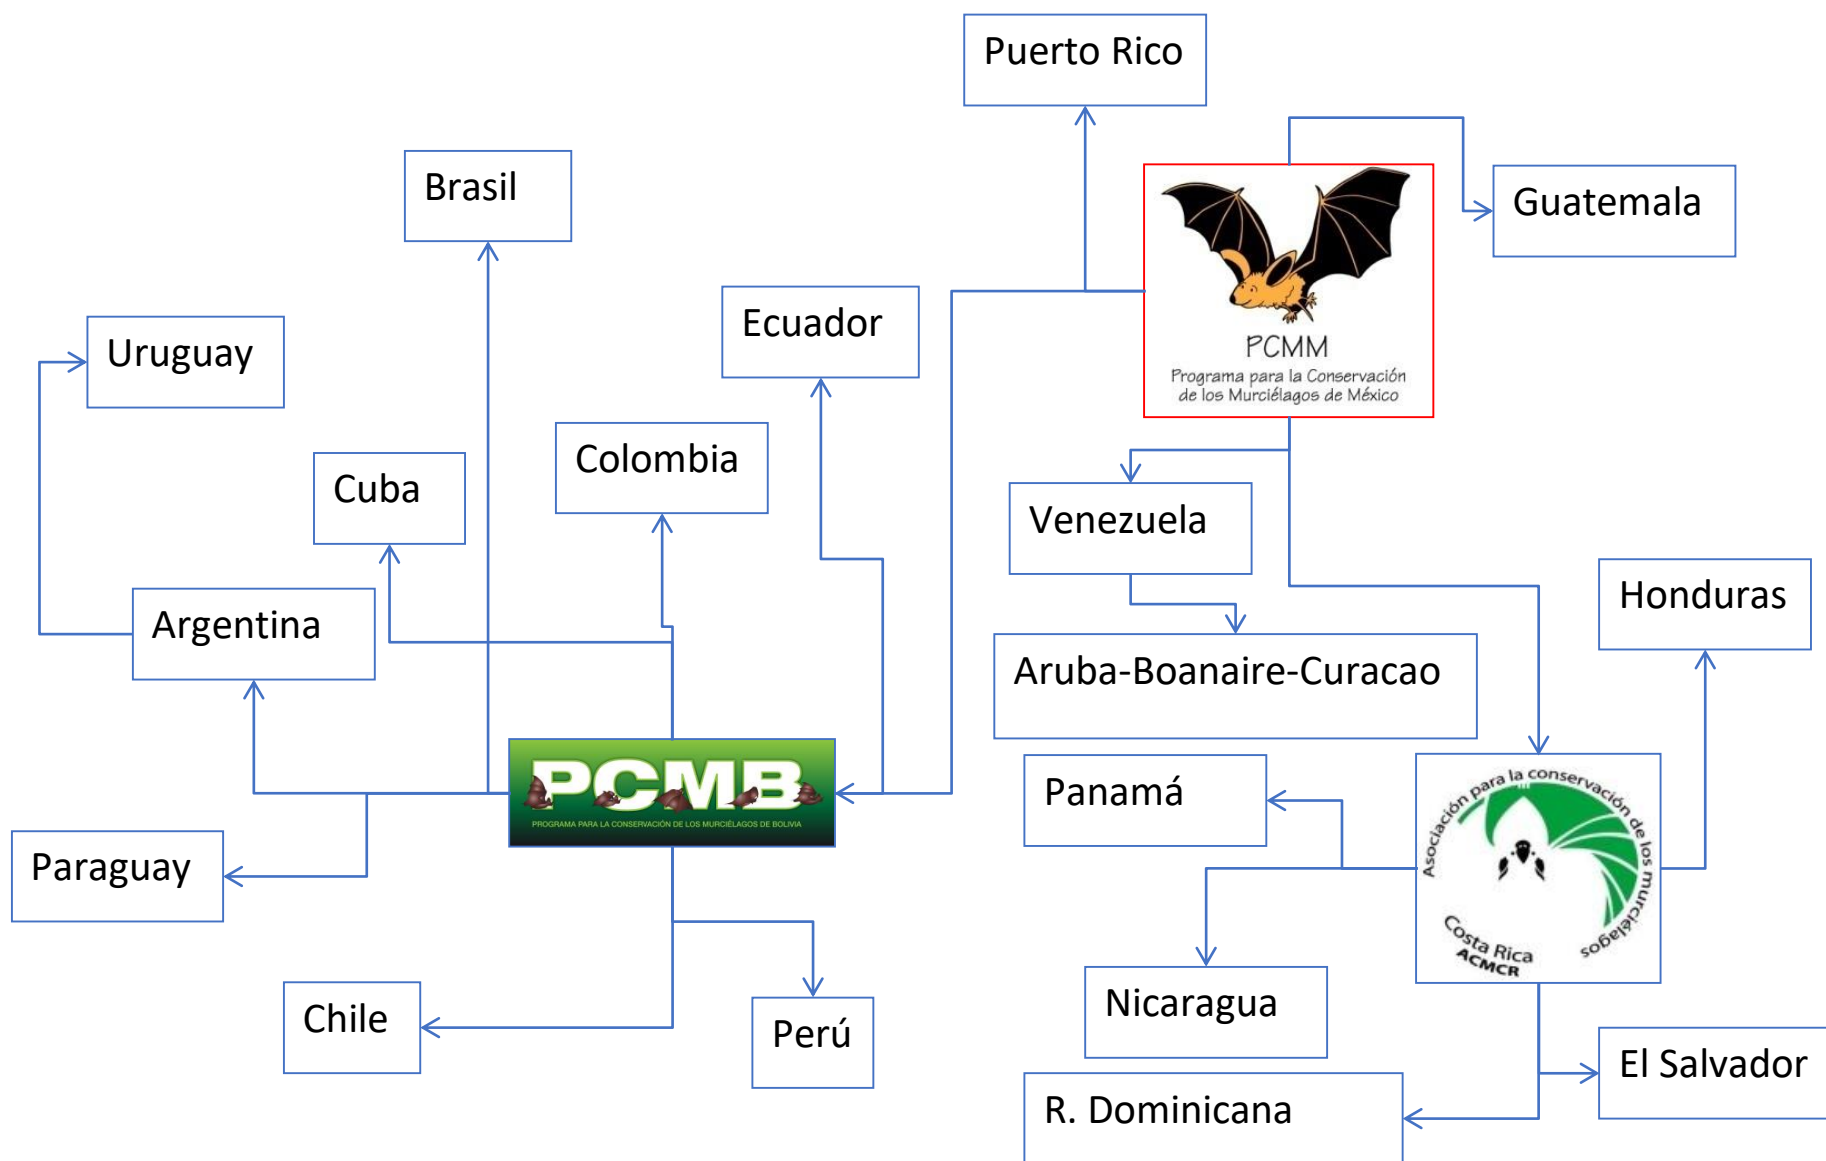 Puerto Rico
Brasil
Guatemala
Ecuador
Uruguay
PCMM
Programa para la Conservación
de los Murciélagos de México
Colombia
Cuba
Venezuela
Honduras
Argentina
Aruba-Boanaire-Curacao
PCMB
PROGRAMA PARA LA CONSERVACIÓN DE LOS MURCIÉLAGOS DE BOLIVIA
Panamá
Asociación para la conservación de los murciélagos
Costa Rica
ACMCR
Paraguay
Nicaragua
Chile
Perú
El Salvador
R. Dominicana